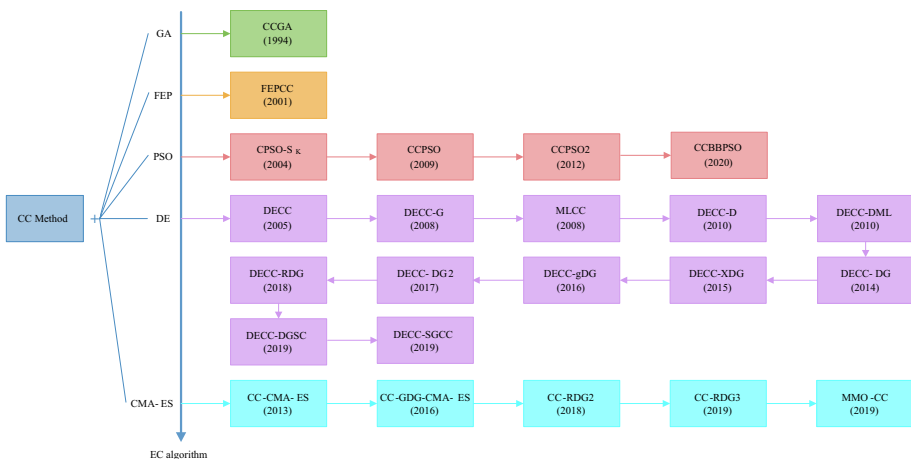 GA
CCGA
(1994)
FEP
FEPCC
(2001)
PSO
CPSO-S K
(2004)
CCPSO
(2009)
CCPSO2
(2012)
CCBBPSO
(2020)
CC Method
DE
DECC
(2005)
DECC-G
(2008)
MLCC
(2008)
DECC-D
(2010)
DECC-DML
(2010)
DECC-RDG
(2018)
DECC- DG2
(2017)
DECC-gDG
(2016)
DECC-XDG
(2015)
DECC- DG
(2014)
DECC-DGSC
(2019)
DECC-SGCC
(2019)
CMA- ES
CC-CMA- ES
(2013)
CC-GDG-CMA- ES
(2016)
CC-RDG2
(2018)
CC-RDG3
(2019)
MMO -CC
(2019)
EC algorithm